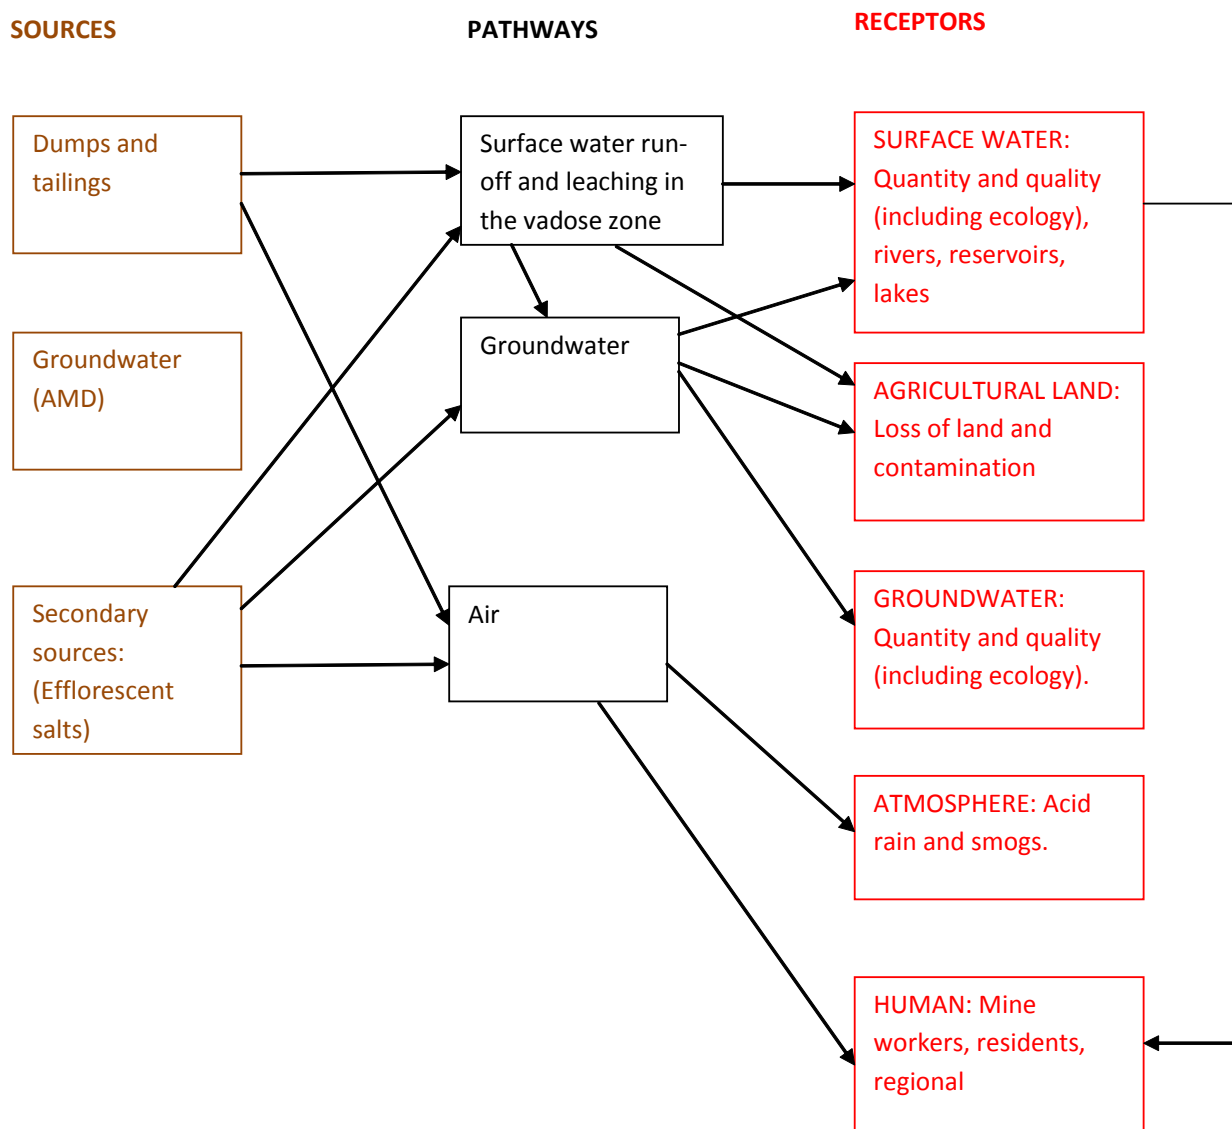 SOURCES
PATHWAYS
RECEPTORS
Dumps and
tailings
Surface water run-
off and leaching in
the vadose zone
SURFACE WATER:
Quantity and quality
(including ecology),
rivers, reservoirs,
lakes
Groundwater
(AMD)
Groundwater
AGRICULTURAL LAND:
Loss of land and
contamination
Secondary
sources:
(Efflorescent
salts)
Air
GROUNDWATER:
Quantity and quality
(including ecology).
ATMOSPHERE: Acid
rain and smogs.
HUMAN: Mine
workers, residents,
regional